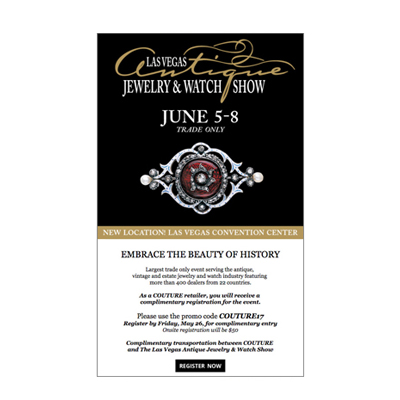 LAS VEGAS
antique
JEWELRY & WATCH SHOW
JUNE 5-8
TRADE ONLY
NEW LOCATION! LAS VEGAS CONVENTION CENTER
EMBRACE THE BEAUTY OF HISTORY
Largest trade only event serving the antique,
vintage and estate jewelry and watch industry featuring
more than 400 dealers from 22 countries.
As a COUTURE retailer, you will receive a
complimentary registration for the event.
Please use the promo code COUTURE17
Register by Friday, May 26, for complimentary entry
Onsite registration will be $50
Complimentary transportation between COUTURE
and The Las Vegas Antique Jewelry & Watch Show
REGISTER NOW